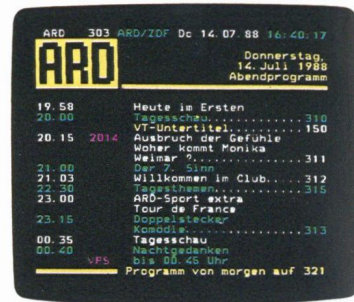 ARD 303 ARD/ZDF Do 14.07.88 16:40:17
ARD
Donnerstag,
14.Juli 1988
Abendprogramm
19.58 Heute im Ersten
20.00 Tagesschau................310
VT-Untertitel...........150
20.15 2014 Ausbruch der Gefühle
Woher kommt Monika
Weimar ?................311
21.00 Der 7. Sinn
21.03 Willkommen im Club...312
22.30 Tagesthemen............315
23.00 ARD-Sport extra
Tour de France
23.15 Doppelstecker
Komödie................313
00.35 Tagesschau
00.40 Nachtgedanken
VPS bis 00.45 Uhr
Programm von morgen auf 321